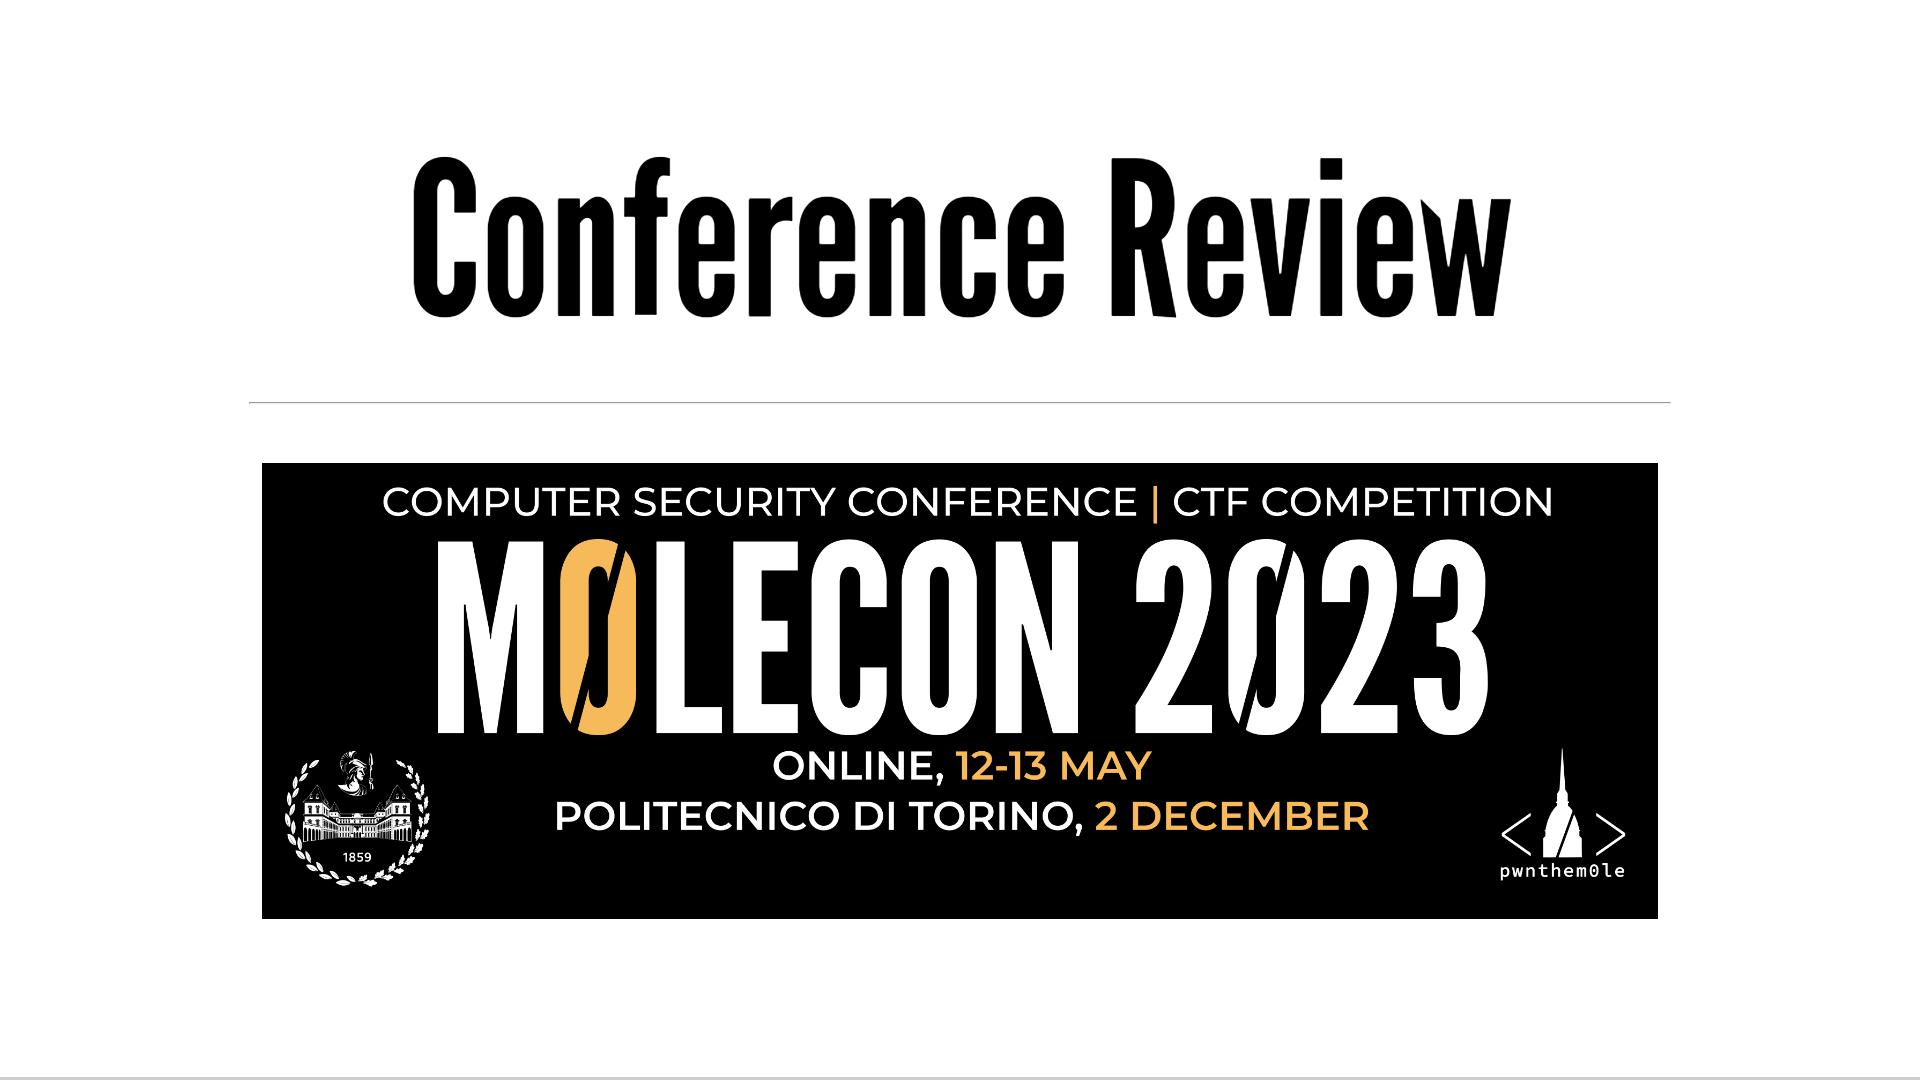 Conference Review
COMPUTER SECURITY CONFERENCE | CTF COMPETITION
M0LECON 2023
ONLINE, 12-13 MAY
POLITECNICO DI TORINO, 2 DECEMBER
1859
< >
pwnthem0le